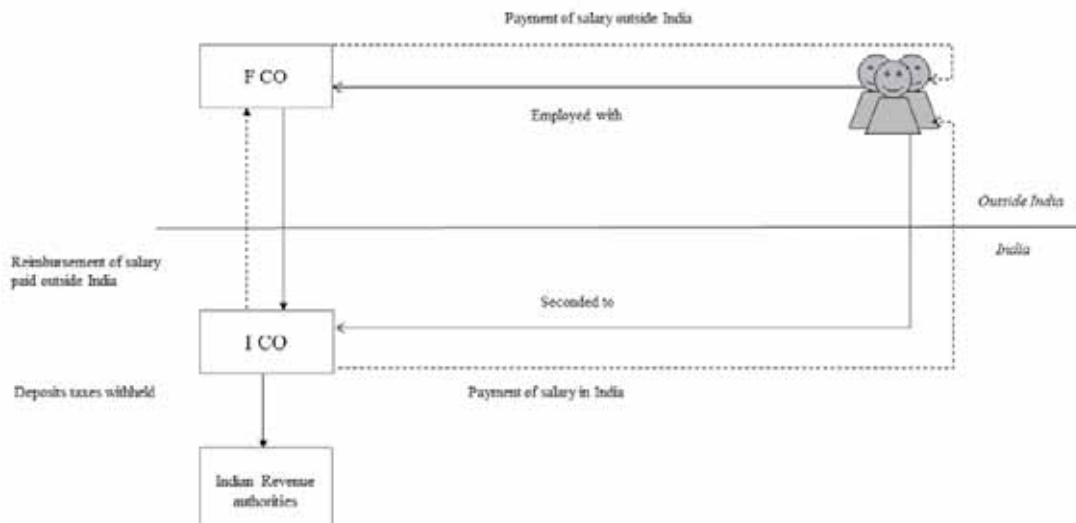 Payment of salary outside India
F CO
Employed with
Outside India
India
Reimbursement of salary
paid outside India
Seconded to
I CO
Deposits taxes withheld
Payment of salary in India
Indian Revenue
authorities